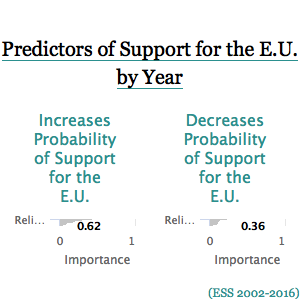 Predictors of Support for the E.U.
by Year
Increases
Probability
of Support
for the
E.U.
Reli...
0.62
0
1
Importance
Decreases
Probability
of Support
for the
E.U.
Reli...
0.36
0
1
Importance
(ESS 2002-2016)